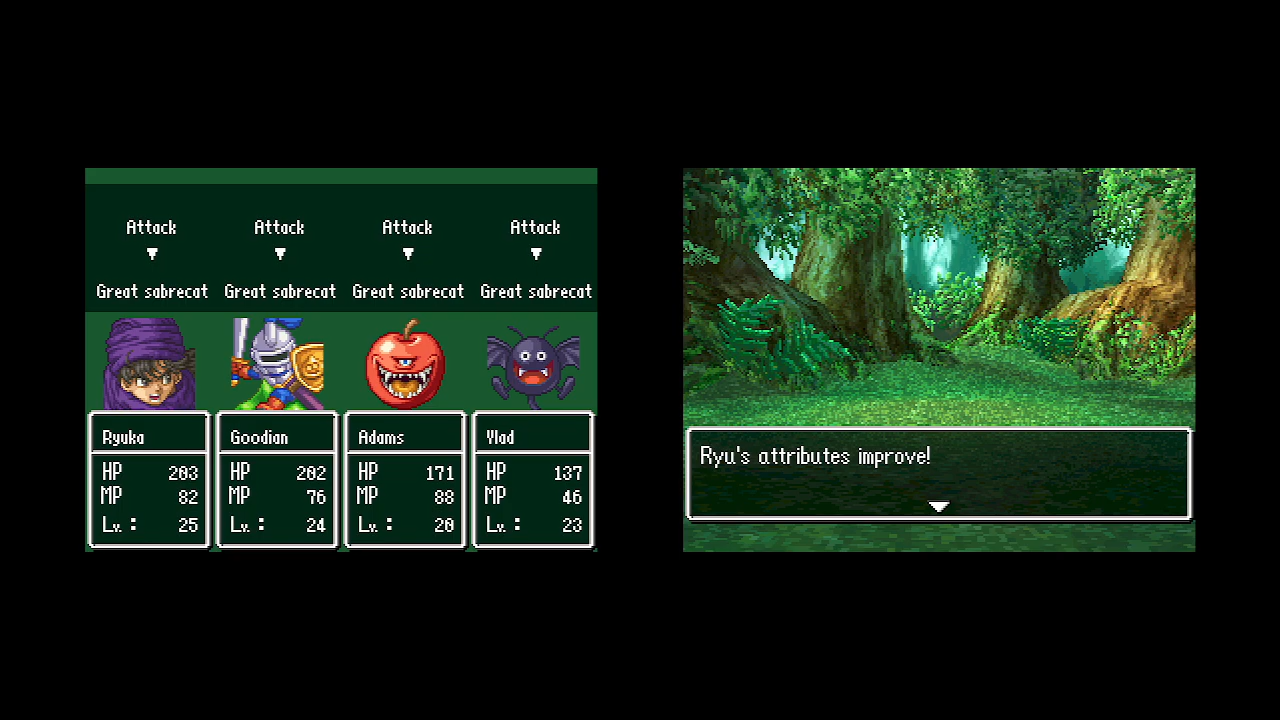 Attack Attack Attack Attack
Great sabrecat Great sabrecat Great sabrecat Great sabrecat
Ryuka Goodian Adams Vlad
HP 203 HP 202 HP 171 HP 137
MP 82 MP 76 MP 88 MP 46
Lv. : 25 Lv. : 24 Lv. : 20 Lv. : 23
Ryu's attributes improve!